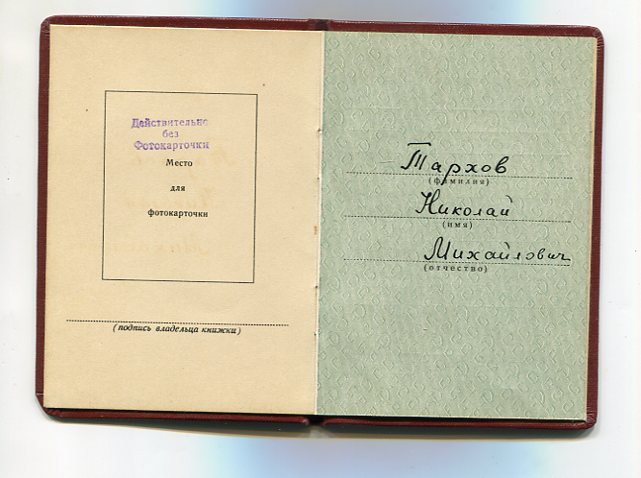 Действительно
без
Фотокарточки
Место
для
фотокарточки
(подпись владельца книжки)
Тархов
(фамилия)
Николай
(имя)
Михайлович
(отчество)